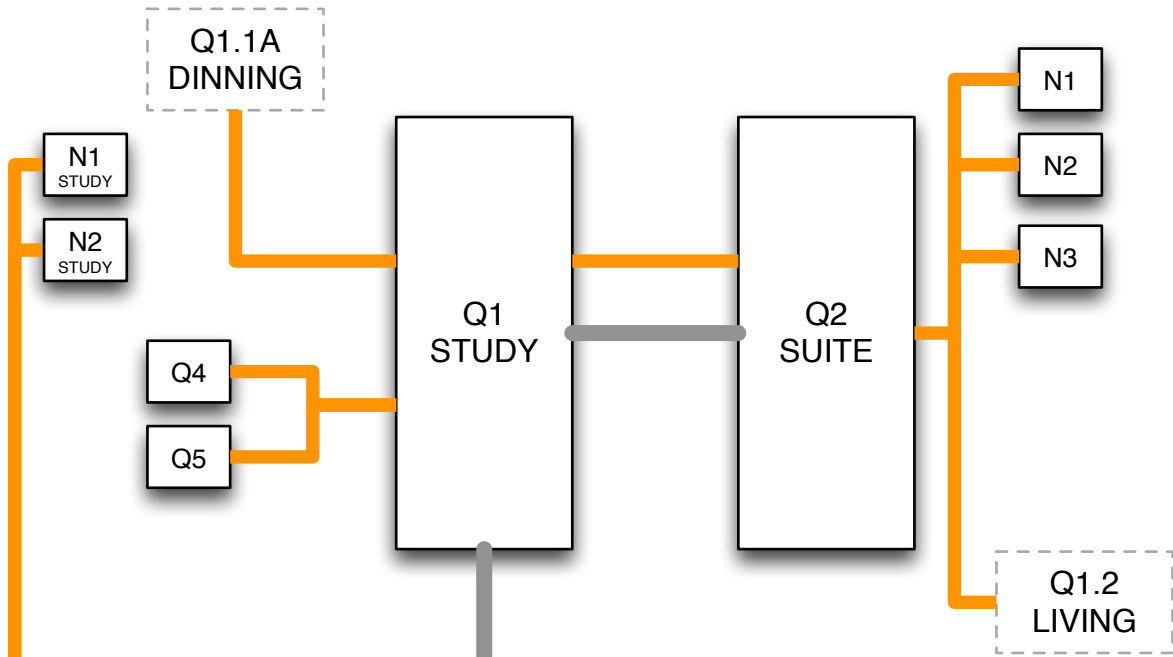 Q1.1A
DINNING
N1
STUDY
N2
STUDY
Q4
Q5
Q1
STUDY
Q2
SUITE
N1
N2
N3
Q1.2
LIVING